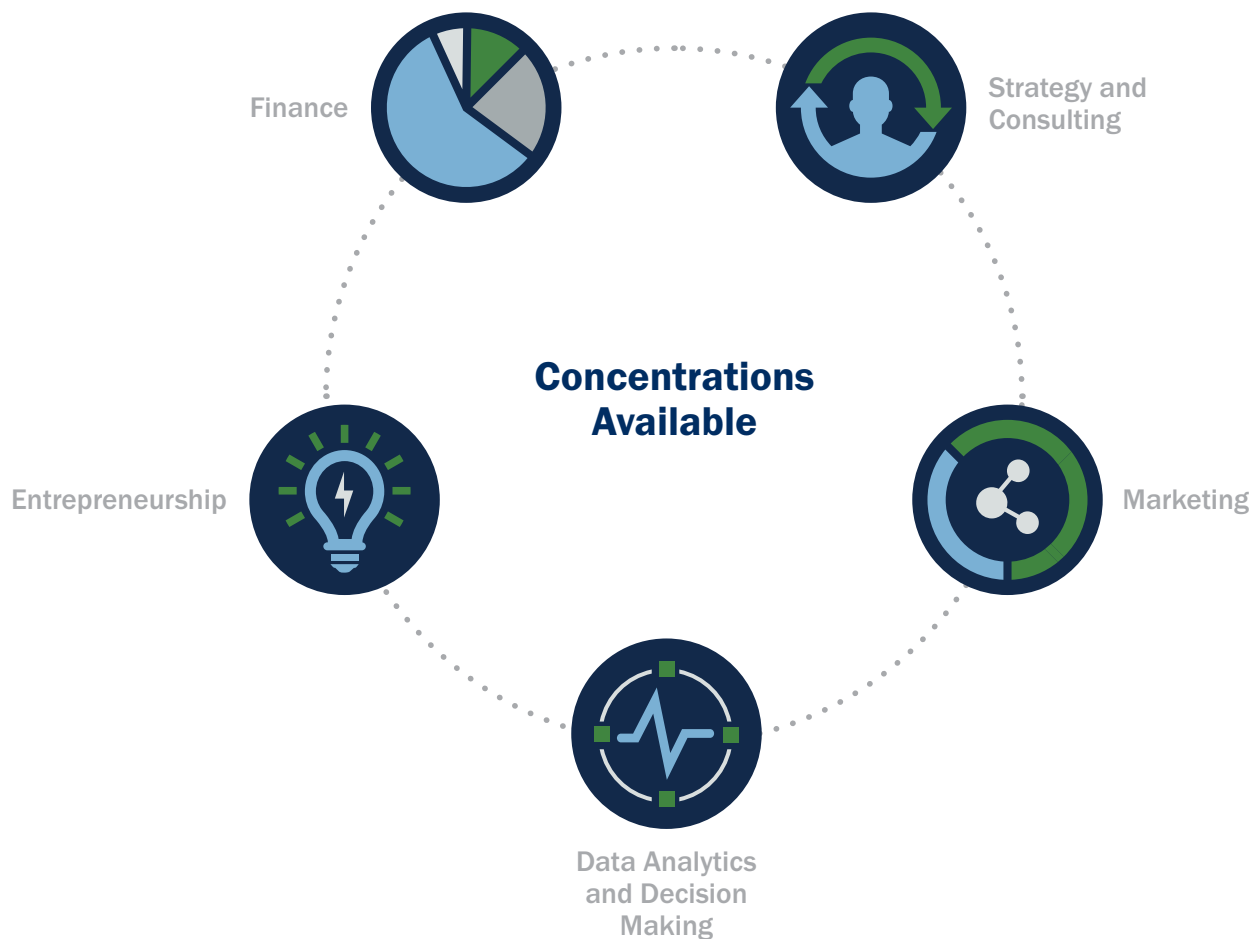 Finance
Strategy and
Consulting
Concentrations
Available
Entrepreneurship
Marketing
Data Analytics
and Decision
Making